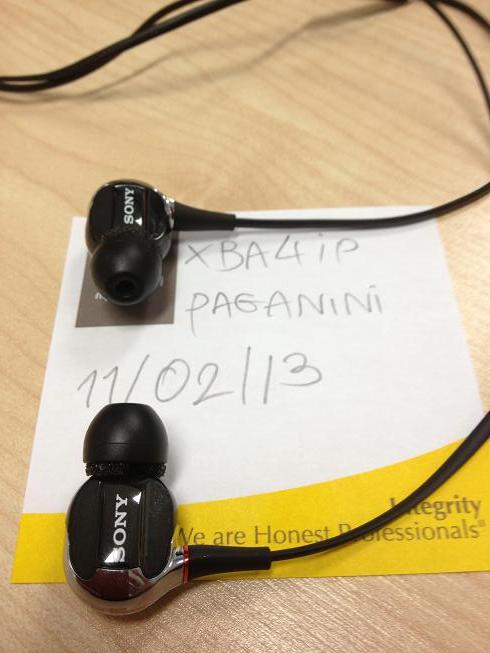 SONY
XBA4iP
PAGANINI
11/02/13
SONY
Integrity
We are Honest Professionals®